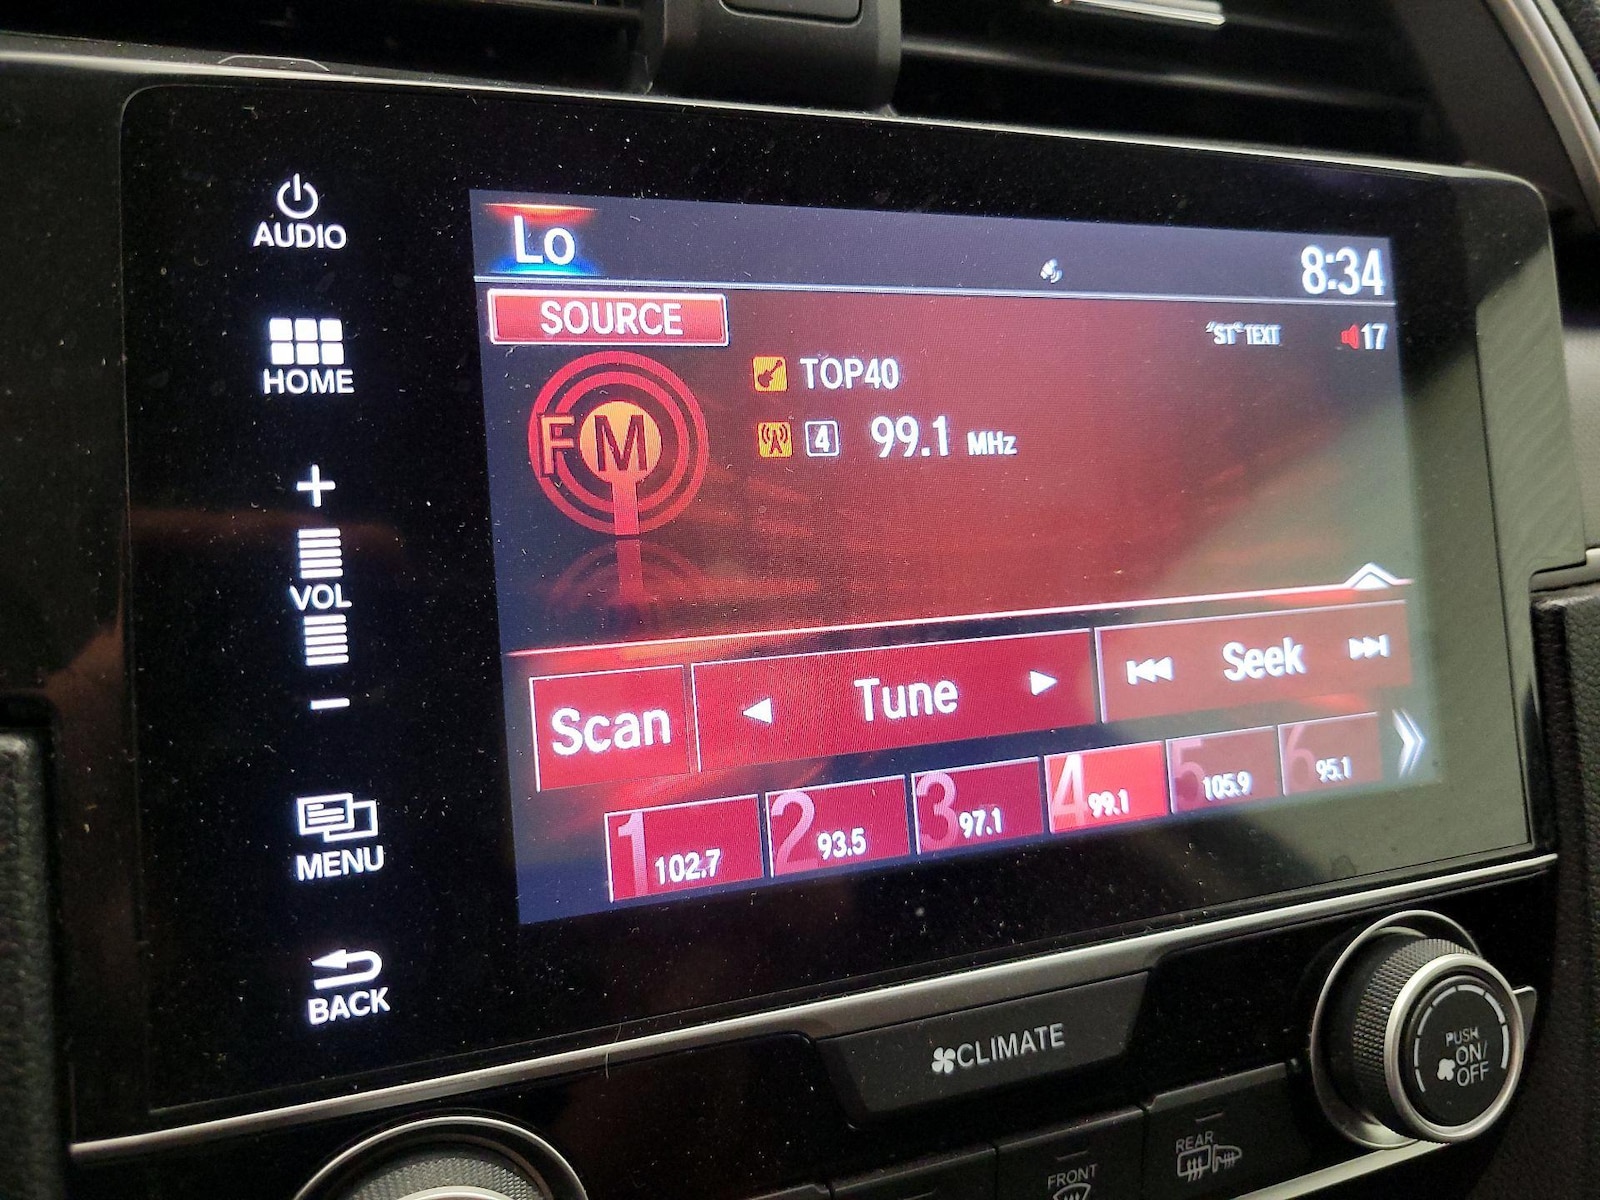 AUDIO
HOME
+
VOL
−
MENU
BACK
Lo
8:34
SOURCE
"ST" TEXT
17
FM
TOP40
4 99.1 MHz
Scan
Tune
Seek
1 102.7
2 93.5
3 97.1
4 99.1
5 105.9
6 95.1
CLIMATE
PUSH
ON/
OFF
FRONT
REAR